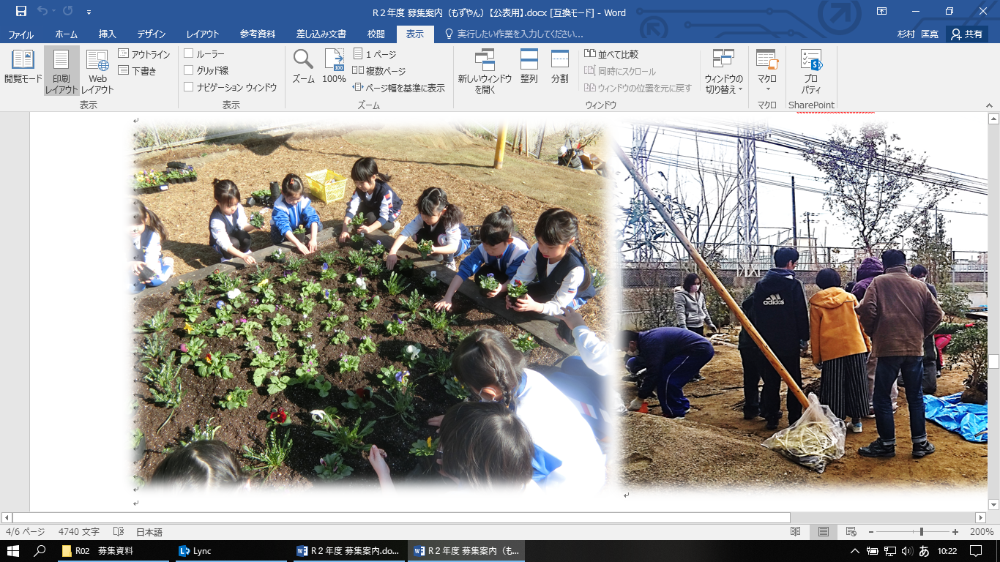 R２年度 募集案内（もずやん）【公表用】.docx [互換モード] - Word
ファイル ホーム 挿入 デザイン レイアウト 参考資料 差し込み文書 校閲 表示 実行したい作業を入力してください... 杉村 匡亮 共有
閲覧モード
印刷
レイアウト
Web
レイアウト
アウトライン
下書き
表示
ルーラー
グリッド線
ナビゲーション ウィンドウ
表示
ズーム
100
100%
1 ページ
複数ページ
ページ幅を基準に表示
ズーム
新しいウィンドウ
を開く
整列
分割
並べて比較
同時にスクロール
ウィンドウの位置を元に戻す
ウィンドウの
切り替え
ウィンドウ
マクロ
マクロ
プロ
パティ
SharePoint
adidas
4/6 ページ 4740 文字 日本語 200%
R02 募集資料 Lync R２年度 募集案内.do... R２年度 募集案内（も... あ 10:22